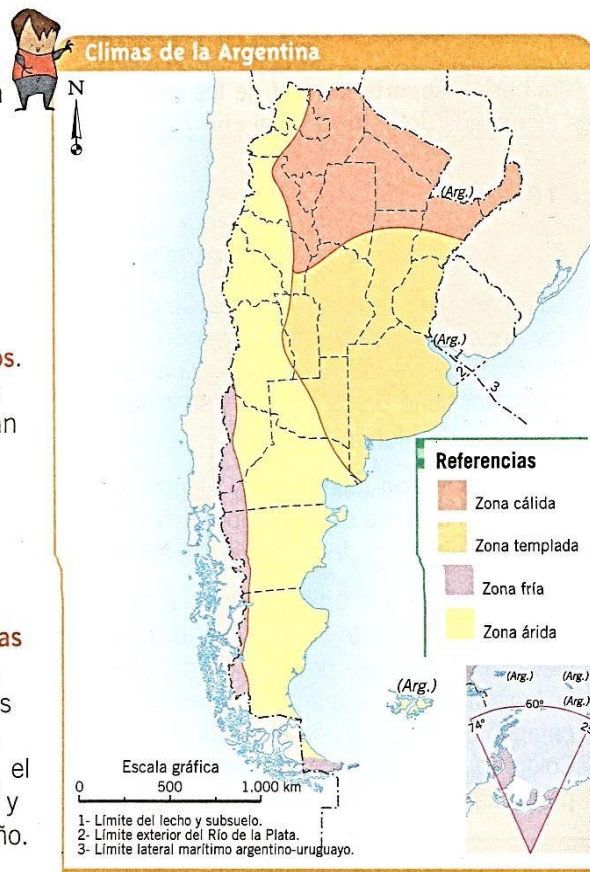 Climas de la Argentina
N
os.
an
as
s
el
y
ño.
(Arg.)
(Arg.)
1
2
3
Referencias
Zona cálida
Zona templada
Zona fría
Zona árida
(Arg.)
(Arg.)
(Arg.)
(Arg.)
74°
60°
25
Escala gráfica
0 500 1.000 km
1- Límite del lecho y subsuelo.
2- Límite exterior del Río de la Plata.
3- Límite lateral marítimo argentino-uruguayo.